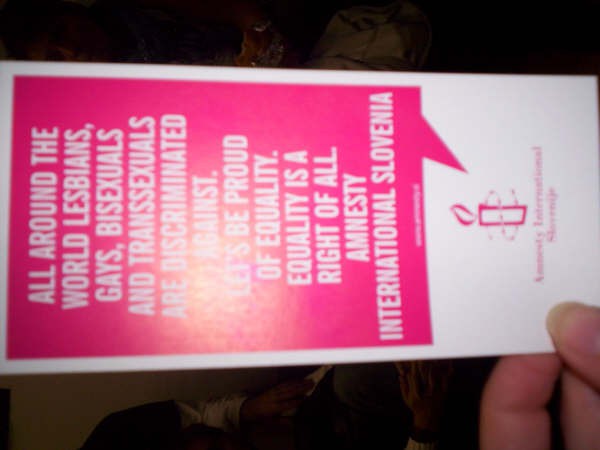 ALL AROUND THE
WORLD LESBIANS,
GAYS, BISEXUALS
AND TRANSSEXUALS
ARE DISCRIMINATED
AGAINST.
LET'S BE PROUD
OF EQUALITY.
EQUALITY IS A
RIGHT OF ALL.
AMNESTY
INTERNATIONAL SLOVENIA
Amnesty International
Slovenije